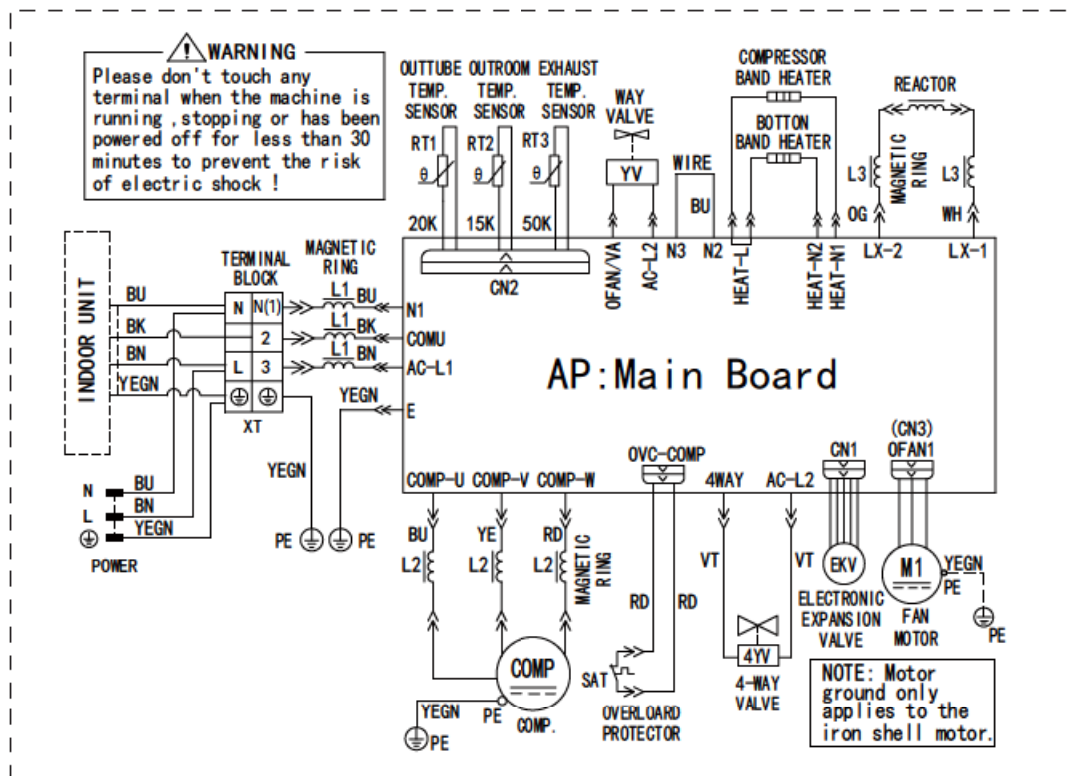 WARNING
Please don't touch any
terminal when the machine is
running ,stopping or has been
powered off for less than 30
minutes to prevent the risk
of electric shock !
OUTTUBE OUTROOM EXHAUST
TEMP. TEMP. TEMP.
SENSOR SENSOR SENSOR
RT1 RT2 RT3
θ θ θ
20K 15K 50K
CN2
WAY
VALVE
YV
OFAN/VA
AC-L2
WIRE
BU
N3 N2
COMPRESSOR
BAND HEATER
BOTTON
BAND HEATER
HEAT-L
HEAT-N2
HEAT-N1
REACTOR
L3
MAGNETIC
RING
L3
OG WH
LX-2 LX-1
INDOOR UNIT
BU
BK
BN
YEGN
TERMINAL
BLOCK
N N(1)
2
L 3
XT
MAGNETIC
RING
L1 BU N1
L1 BK COMU
L1 BN AC-L1
YEGN E
AP:Main Board
N BU
L BN
YEGN
POWER
YEGN
PE PE
COMP-U COMP-V COMP-W
BU YE RD
L2 L2 L2
MAGNETIC
RING
COMP
YEGN PE
COMP.
PE
OVC-COMP
RD RD
SAT
OVERLOARD
PROTECTOR
4WAY AC-L2
VT VT
4YV
4-WAY
VALVE
CN1
EKV
ELECTRONIC
EXPANSION
VALVE
(CN3)
OFAN1
M1
YEGN
PE
FAN
MOTOR
PE
NOTE: Motor
ground only
applies to the
iron shell motor.